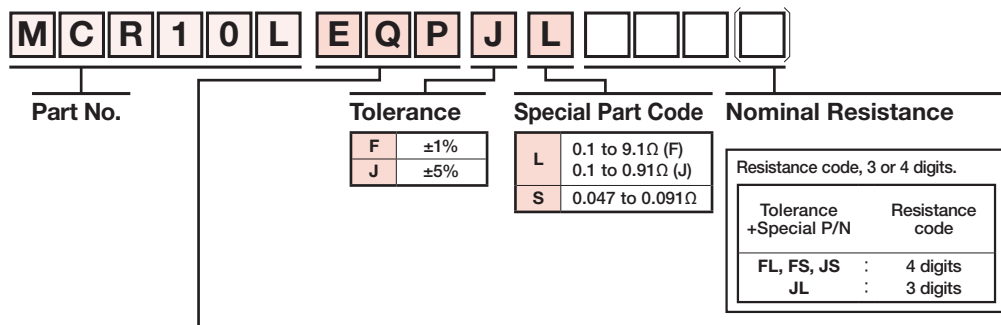 MCR10L EQP J L
Part No.
Tolerance
F ±1%
J ±5%
Special Part Code
L 0.1 to 9.1Ω (F)
0.1 to 0.91Ω (J)
S 0.047 to 0.091Ω
Nominal Resistance
Resistance code, 3 or 4 digits.
Tolerance
+Special P/N
Resistance
code
FL, FS, JS : 4 digits
JL : 3 digits